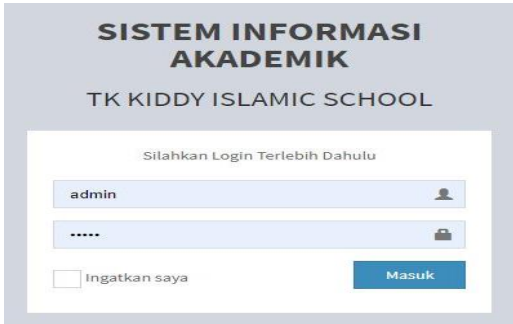 SISTEM INFORMASI
AKADEMIK
TK KIDDY ISLAMIC SCHOOL
Silahkan Login Terlebih Dahulu
admin
•••••
Ingatkan saya
Masuk